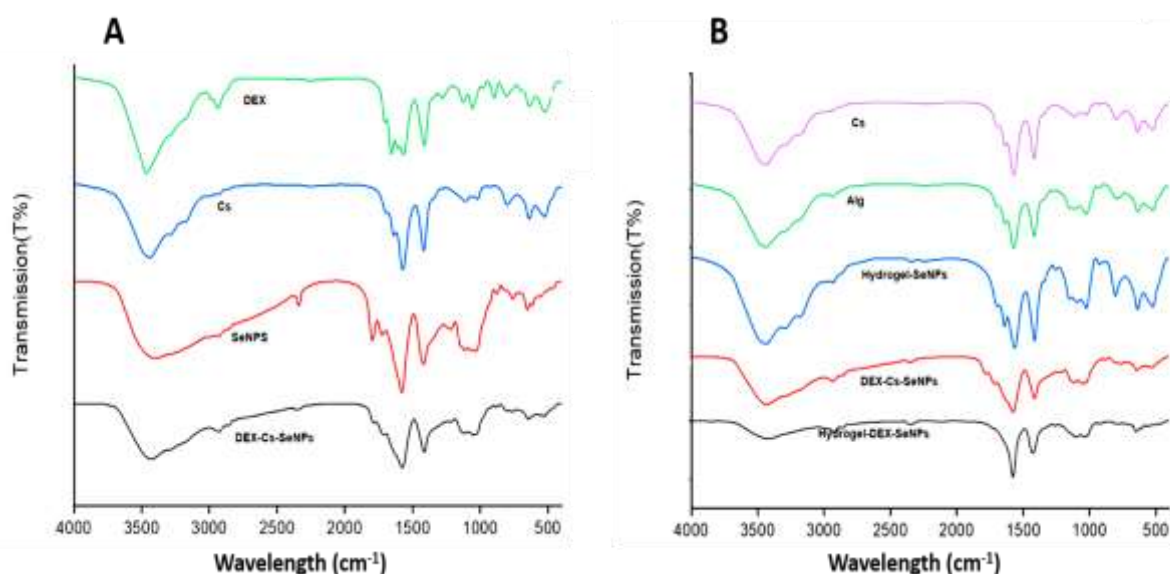 A
DEX
Cs
SeNPS
DEX-Cs-SeNPs
Transmission(T%)
4000 3500 3000 2500 2000 1500 1000 500
Wavelength (cm-1)
B
Cs
Alg
Hydrogel-SeNPs
DEX-Cs-SeNPs
Hydrogel-DEX-SeNPs
Transmission(T%)
4000 3500 3000 2500 2000 1500 1000 500
Wavelength (cm-1)